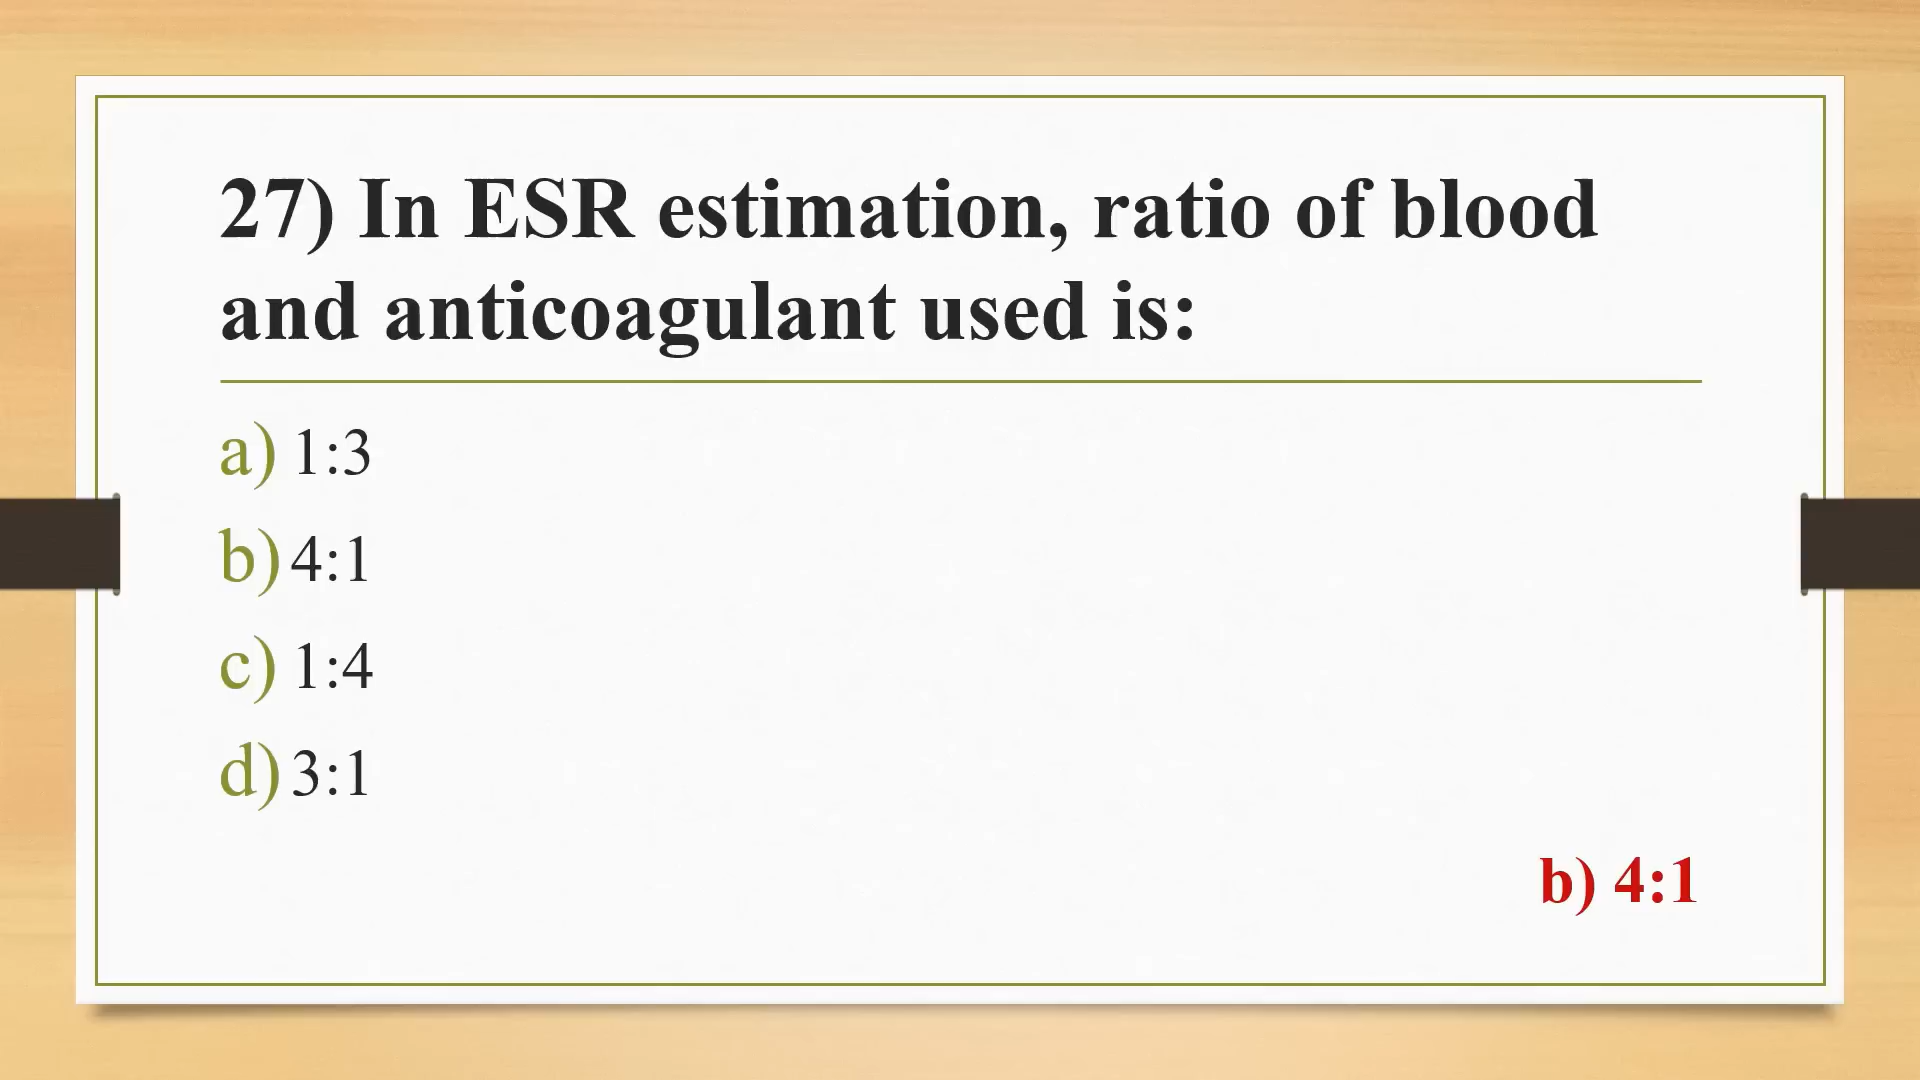 27) In ESR estimation, ratio of blood
and anticoagulant used is:
a) 1:3
b) 4:1
c) 1:4
d) 3:1
b) 4:1